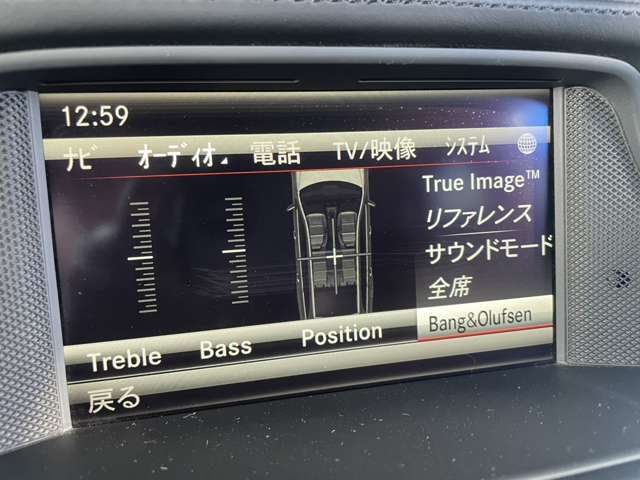 12:59
ナビ オーディオ 電話 TV/映像 システム
True Image™
リファレンス
サウンドモード
全席
Treble Bass Position Bang&Olufsen
戻る